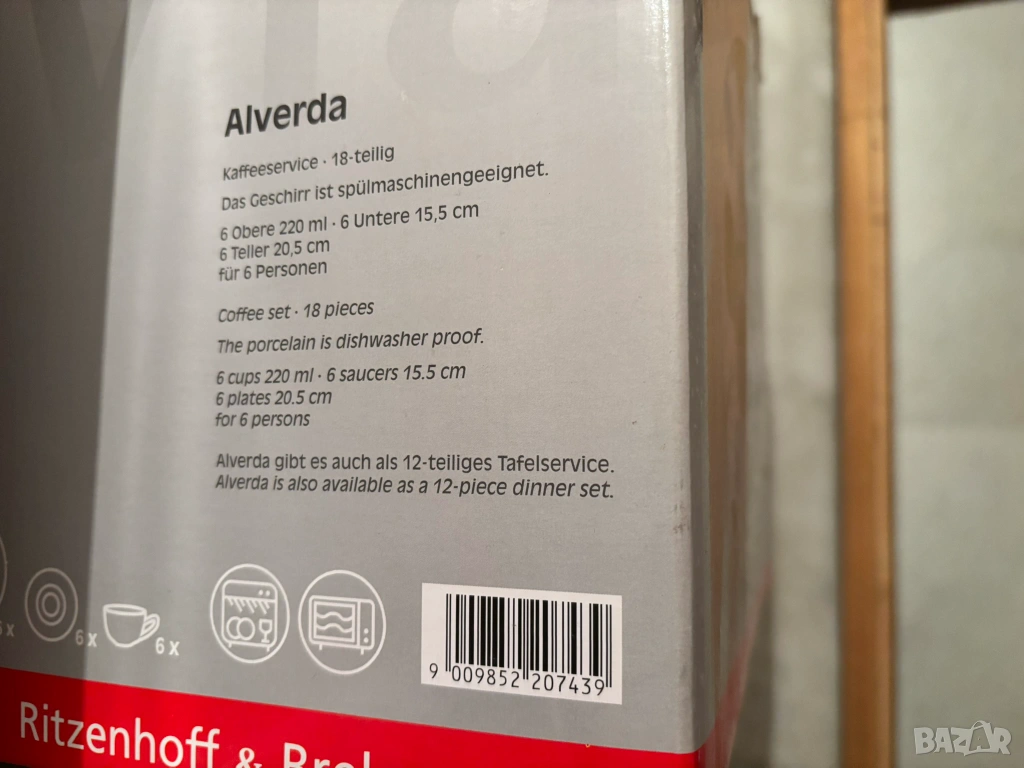 Alverda
Kaffeeservice · 18-teilig
Das Geschirr ist spülmaschinengeeignet.
6 Obere 220 ml · 6 Untere 15,5 cm
6 Teller 20,5 cm
für 6 Personen
Coffee set · 18 pieces
The porcelain is dishwasher proof.
6 cups 220 ml · 6 saucers 15.5 cm
6 plates 20.5 cm
for 6 persons
Alverda gibt es auch als 12-teiliges Tafelservice.
Alverda is also available as a 12-piece dinner set.
6 x 6 x
9 009852 207439
Ritzenhoff &
BAZAR